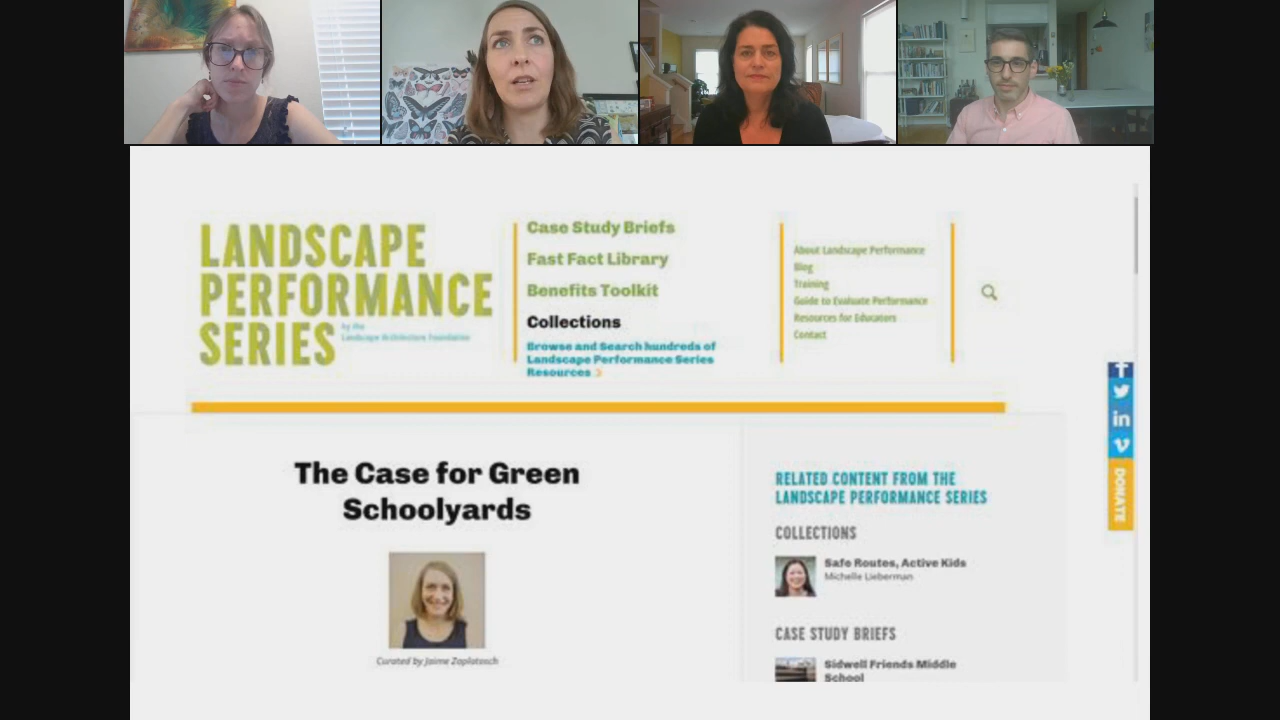 LANDSCAPE
PERFORMANCE
SERIES
by the
Landscape Architecture Foundation
Case Study Briefs
Fast Fact Library
Benefits Toolkit
Collections
Browse and Search hundreds of
Landscape Performance Series
Resources >
About Landscape Performance
Blog
Training
Guide to Evaluate Performance
Resources for Educators
Contact
The Case for Green
Schoolyards
Curated by Jaime Zaplatosch
RELATED CONTENT FROM THE
LANDSCAPE PERFORMANCE SERIES
COLLECTIONS
Safe Routes, Active Kids
Michelle Lieberman
CASE STUDY BRIEFS
Sidwell Friends Middle
School
f
in
v
DONATE